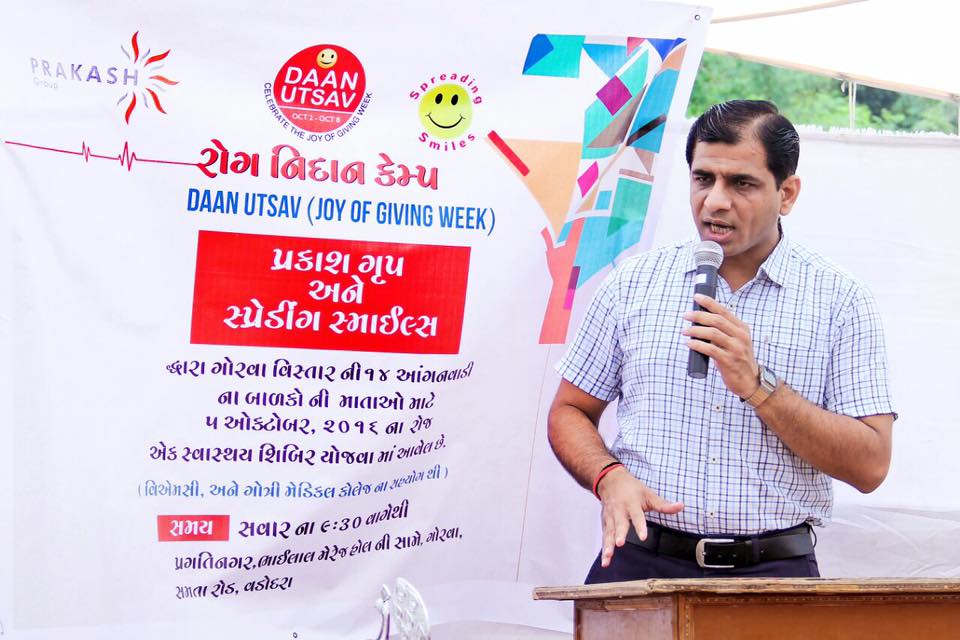 PRAKASH
Group
DAAN
UTSAV
OCT 2 - OCT 8
CELEBRATE THE JOY OF GIVING WEEK
Spreading
Smiles
રોગ નિદાન કેમ્પ
DAAN UTSAV (JOY OF GIVING WEEK)
પ્રકાશ ગૃપ
અને
સ્પ્રેડીંગ સ્માઈલ્સ
દ્વારા ગોરવા વિસ્તાર ની ૧૪ આંગનવાડી
ના બાળકો ની માતાઓ માટે
૫ ઓક્ટોબર, ૨૦૧૬ ના રોજ
એક સ્વાસ્થય શિબિર યોજવા માં આવેલ છે.
(વિએમસી, અને ગોત્રી મેડિકલ કોલેજ ના સહયોગ થી)
સમય સવાર ના ૯:૩૦ વાગેથી
પ્રગતિનગર, ભાઈલાલ મેરેજ હોલ ની સામે, ગોરવા,
સમતા રોડ, વડોદરા